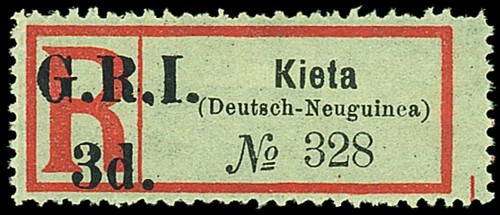 R
G.R.I.
3d.
Kieta
(Deutsch-Neuguinea)
№ 328